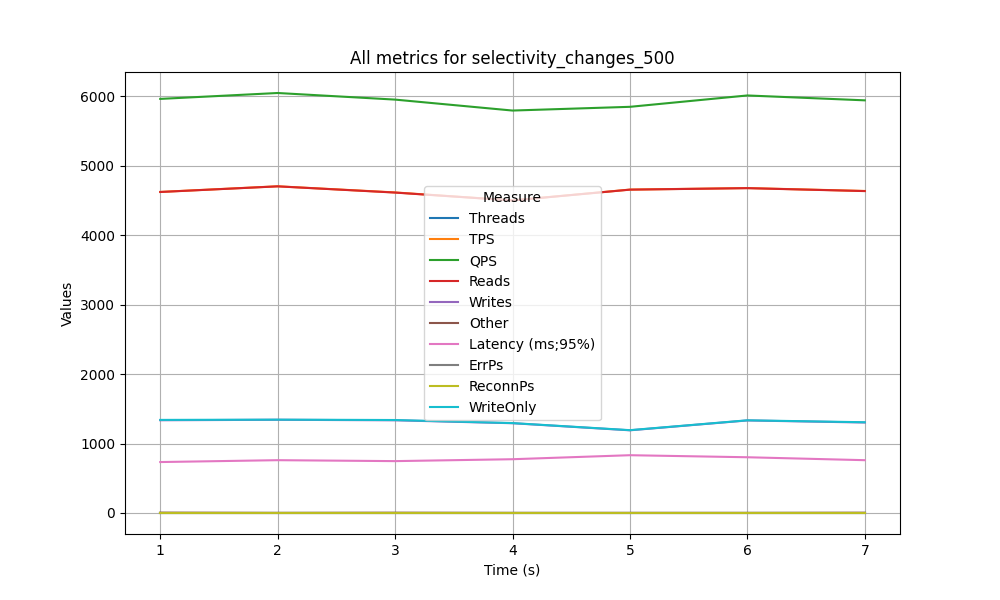 All metrics for selectivity_changes_500
6000
5000
4000
3000
2000
1000
0
Values
Measure
Threads
TPS
QPS
Reads
Writes
Other
Latency (ms;95%)
ErrPs
ReconnPs
WriteOnly
1 2 3 4 5 6 7
Time (s)